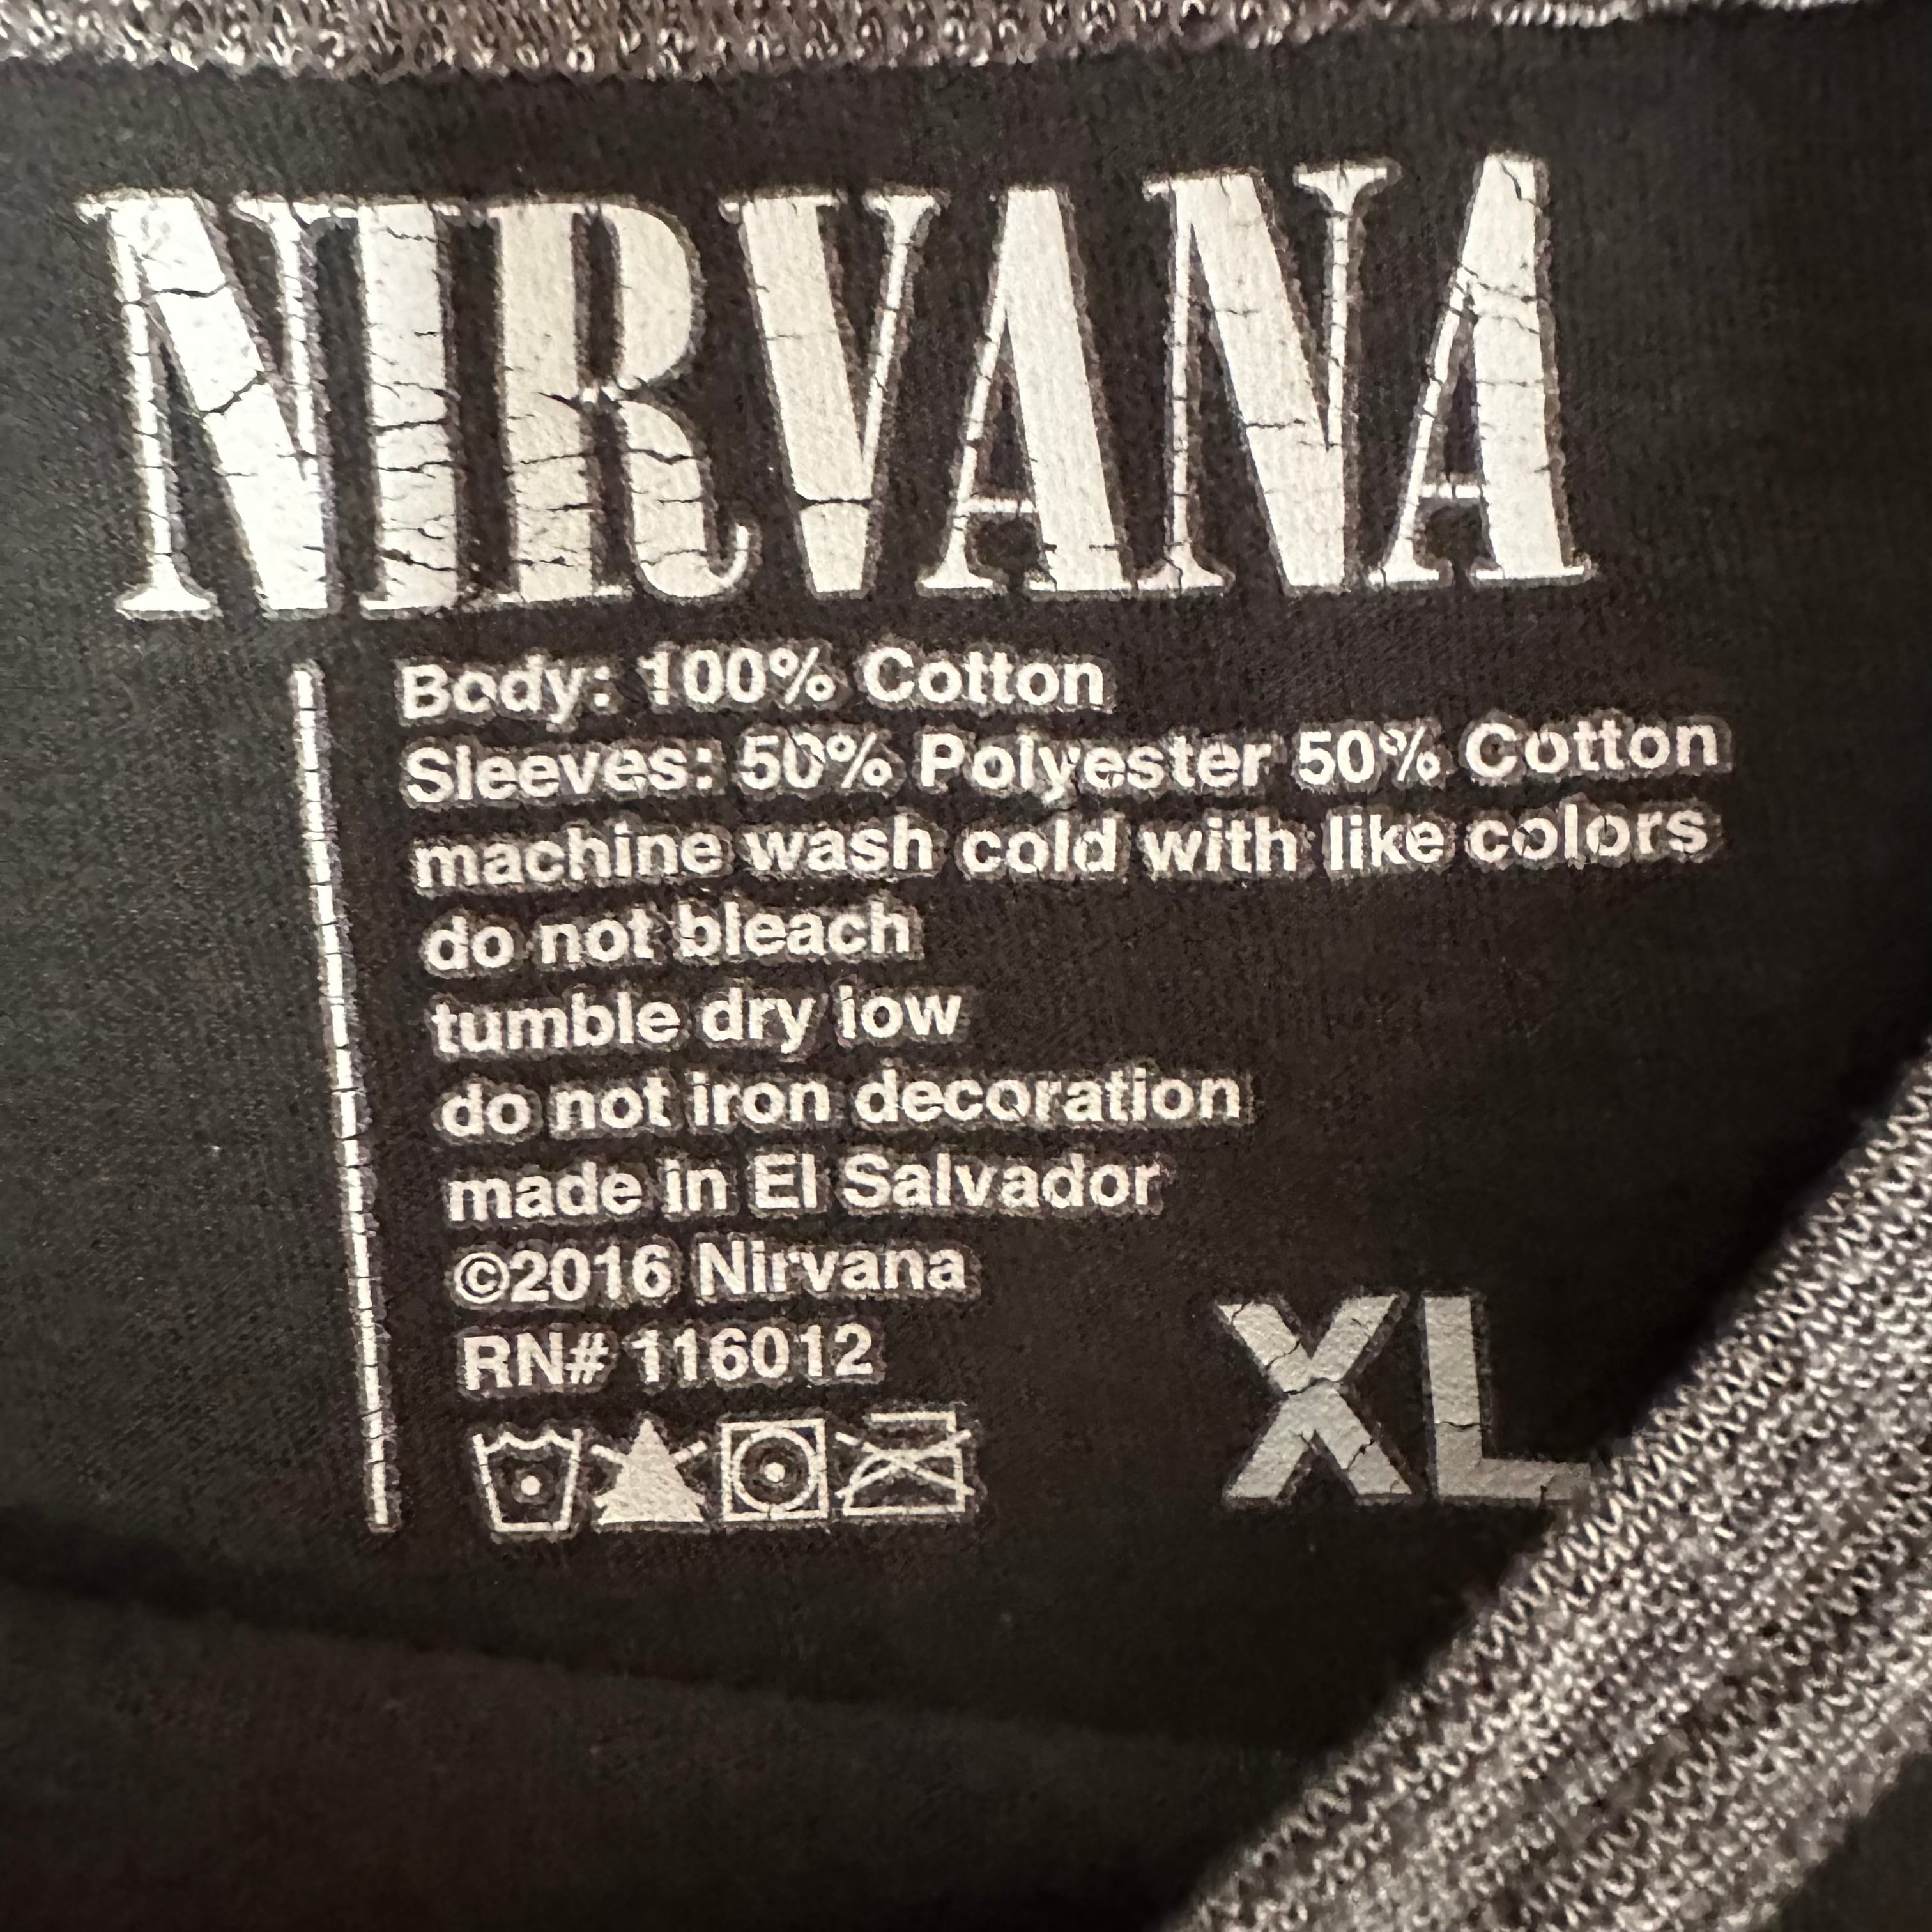 NIRVANA
Body: 100% Cotton
Sleeves: 50% Polyester 50% Cotton
machine wash cold with like colors
do not bleach
tumble dry low
do not iron decoration
made in El Salvador
©2016 Nirvana
RN# 116012
XL